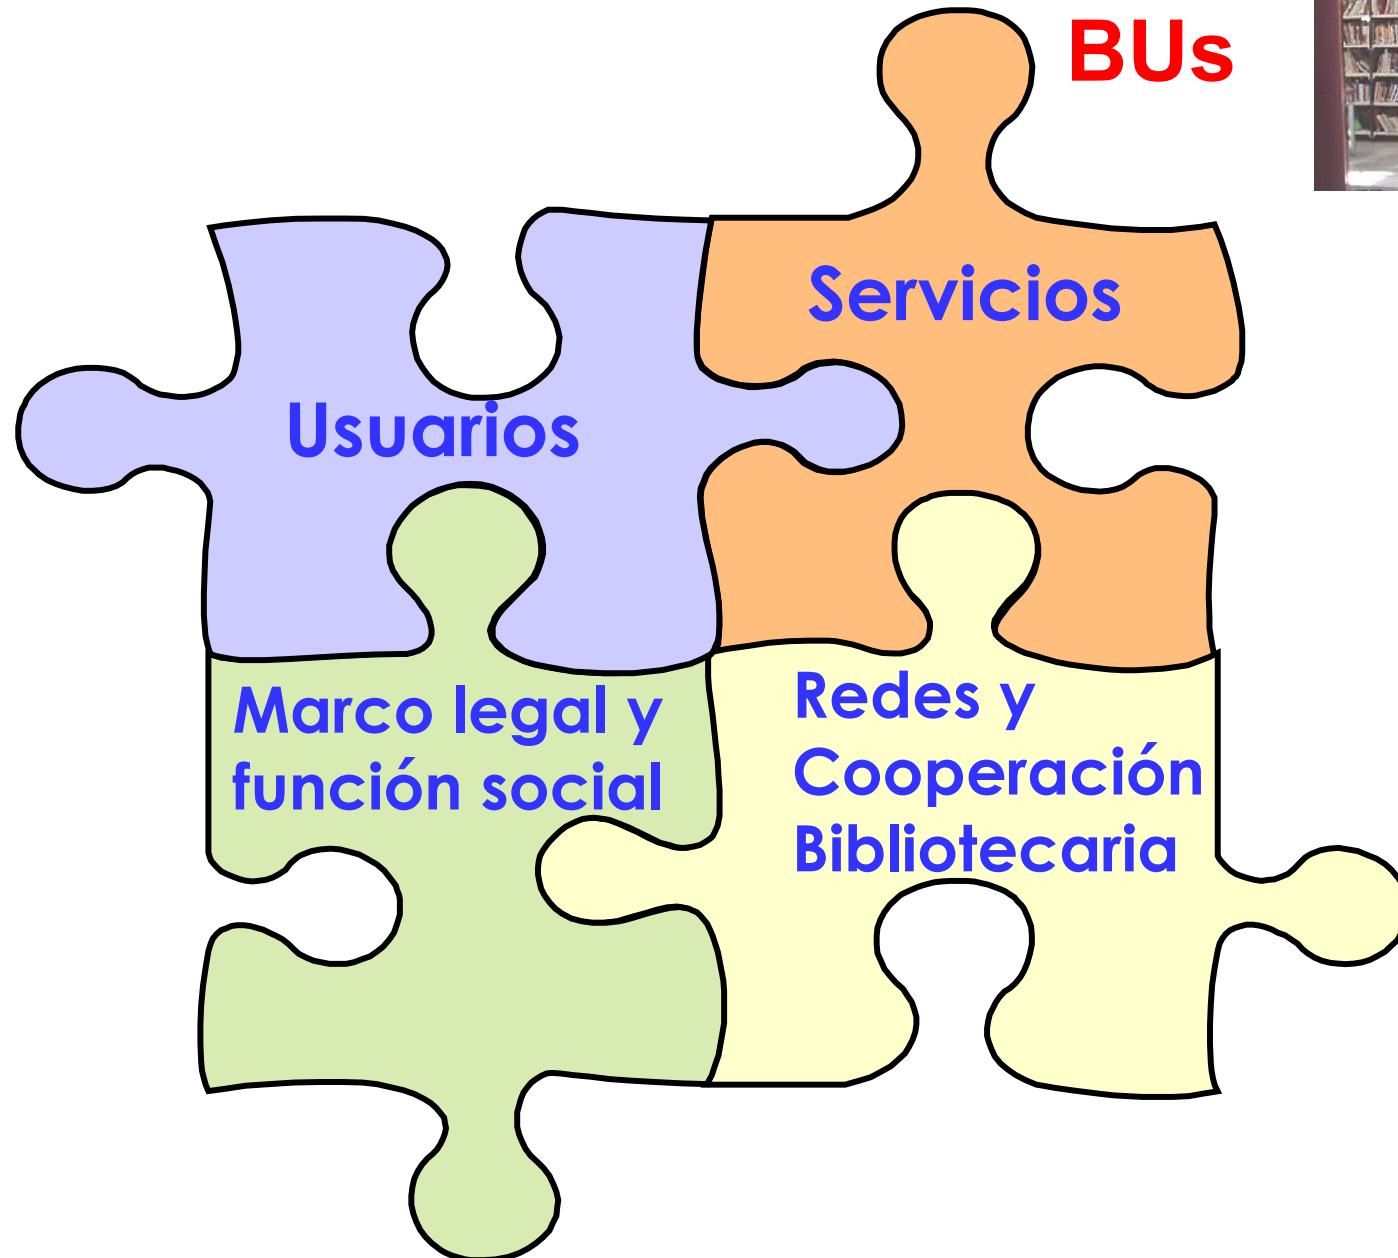 BUs
Servicios
Usuarios
Marco legal y
función social
Redes y
Cooperación
Bibliotecaria